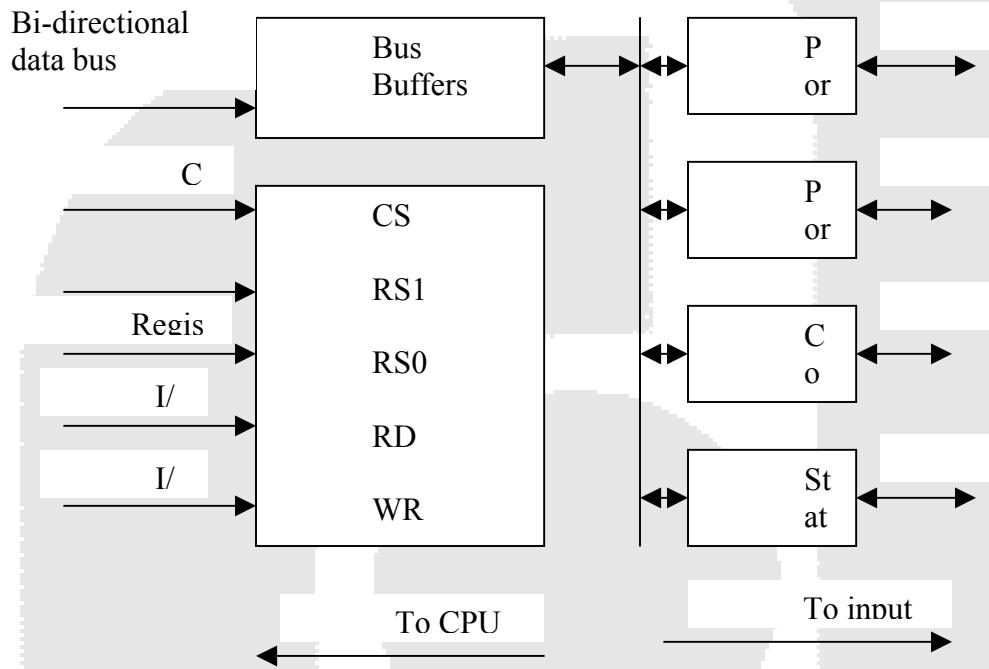 Bi-directional
data bus
Bus
Buffers
P
or
C
CS
P
or
RS1
Regis
RS0
C
o
I/
RD
I/
WR
St
at
To CPU
To input